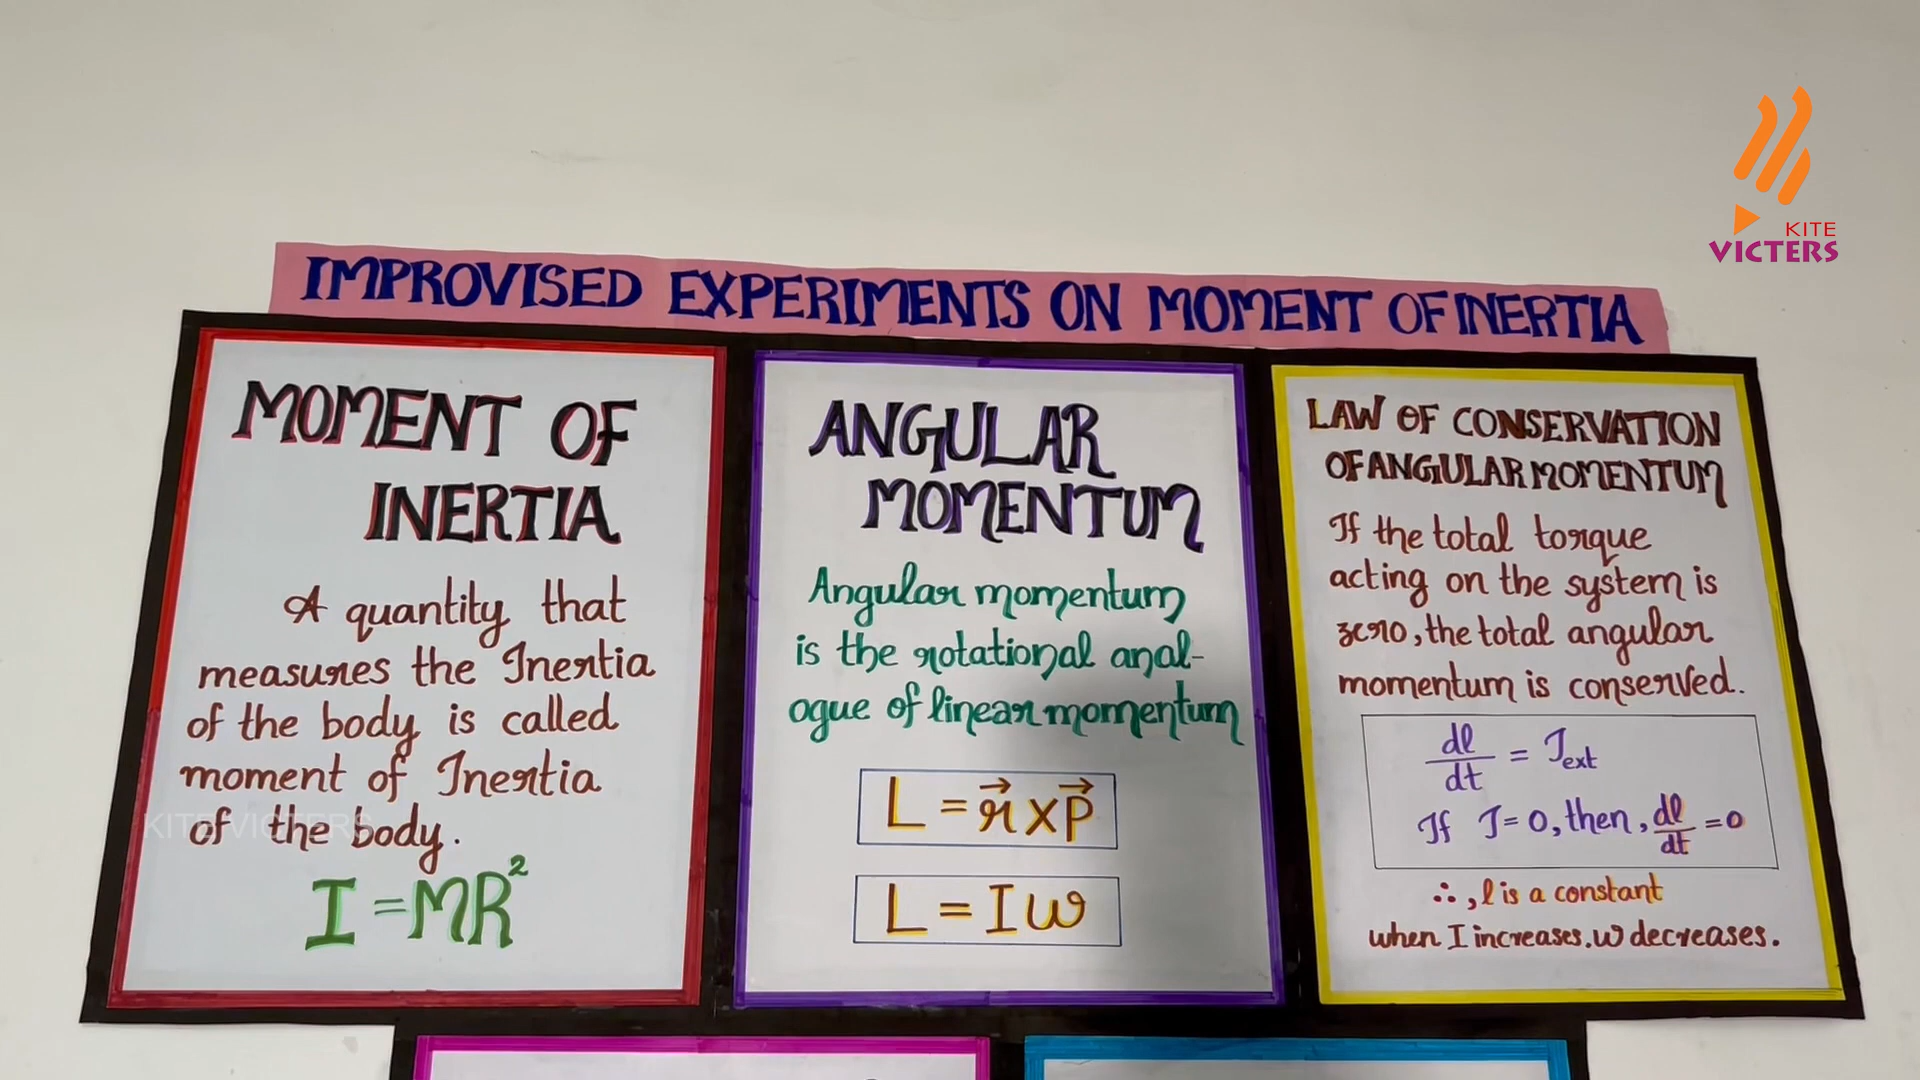 KITE
VICTERS
IMPROVISED EXPERIMENTS ON MOMENT OF INERTIA
MOMENT OF
INERTIA
A quantity that
measures the Inertia
of the body is called
moment of Inertia
of the body.
I = MR²
KITE VICTERS
ANGULAR
MOMENTUM
Angular momentum
is the rotational anal-
ogue of linear momentum
L = r⃗ x p⃗
L = I ω
LAW OF CONSERVATION
OF ANGULAR MOMENTUM
If the total torque
acting on the system is
zero, the total angular
momentum is conserved.
dl/dt = τext
If τ = 0, then, dl/dt = 0
∴, l is a constant
when I increases. ω decreases.